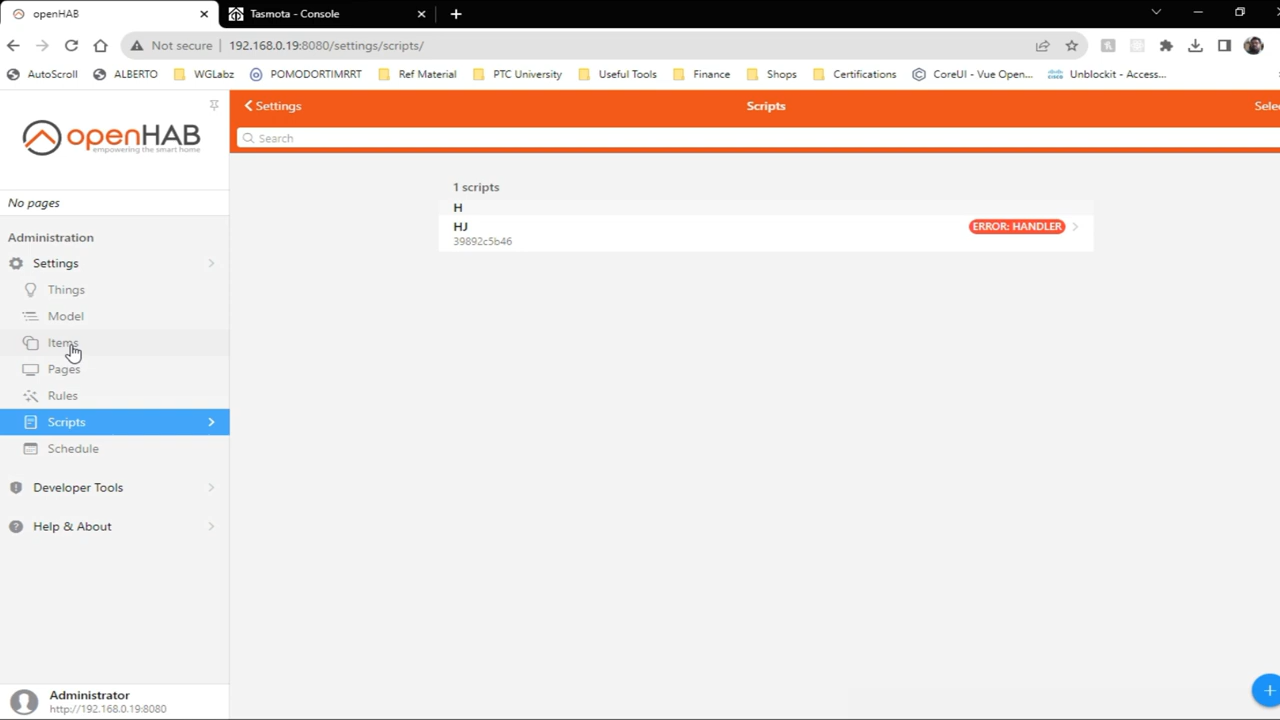 openHAB
Tasmota - Console
Not secure
192.168.0.19:8080/settings/scripts/
AutoScroll
ALBERTO
WGLabz
POMODORTIMRRT
Ref Material
PTC University
Useful Tools
Finance
Shops
Certifications
CoreUI - Vue Open...
Unblockit - Access...
openHAB
empowering the smart home
No pages
Administration
Settings
Things
Model
Items
Pages
Rules
Scripts
Schedule
Developer Tools
Help & About
Administrator
http://192.168.0.19:8080
Settings
Scripts
Sele
Search
1 scripts
H
HJ
39892c5b46
ERROR: HANDLER